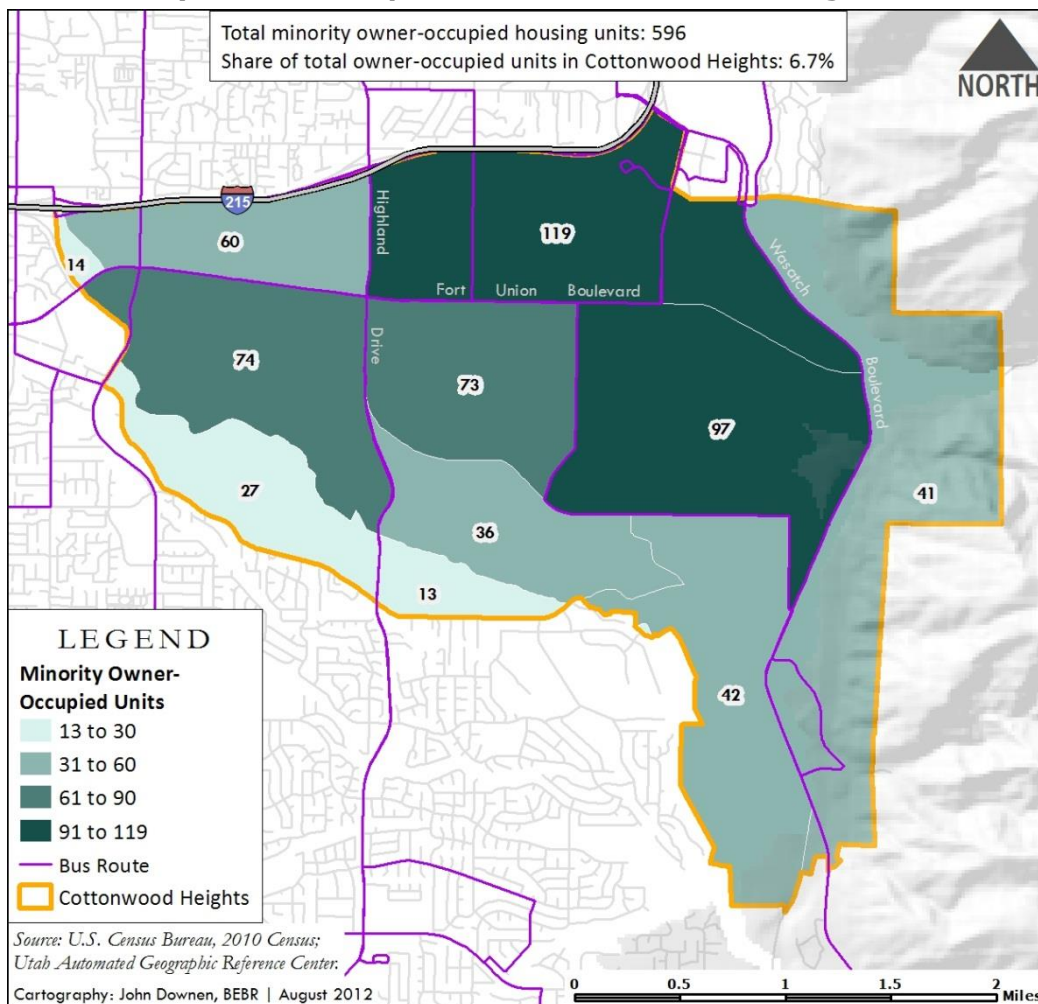 Total minority owner-occupied housing units: 596
Share of total owner-occupied units in Cottonwood Heights: 6.7%
NORTH
215
Highland
60
119
14
Fort Union Boulevard
Wasatch
Drive
74
73
Boulevard
97
27
41
36
13
42
LEGEND
Minority Owner-
Occupied Units
13 to 30
31 to 60
61 to 90
91 to 119
Bus Route
Cottonwood Heights
Source: U.S. Census Bureau, 2010 Census;
Utah Automated Geographic Reference Center.
Cartography: John Downen, BEBR | August 2012
0 0.5 1 1.5 2
Miles